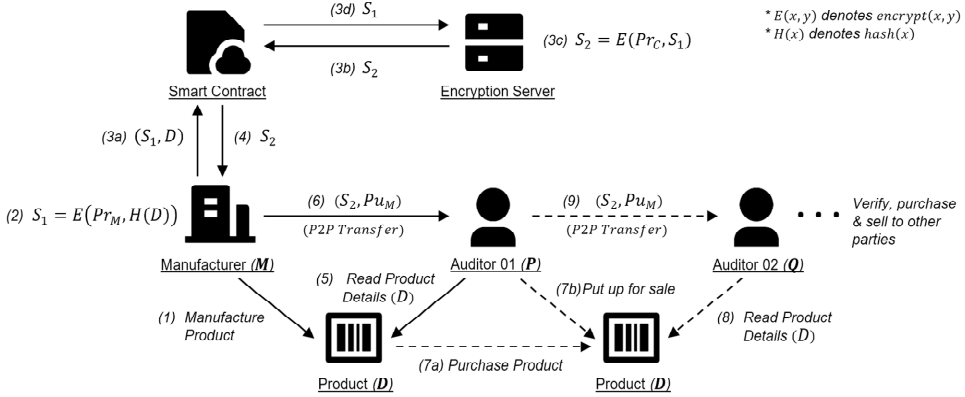 (3d) S₁
* E(x, y) denotes encrypt(x, y)
* H(x) denotes hash(x)
(3c) S₂ = E(Pr_C, S₁)
(3b) S₂
Smart Contract
Encryption Server
(3a) (S₁, D)
(4) S₂
(2) S₁ = E(Pr_M, H(D))
(6) (S₂, Pu_M)
(P2P Transfer)
(9) (S₂, Pu_M)
(P2P Transfer)
Verify, purchase
& sell to other
parties
Manufacturer (M)
Auditor 01 (P)
Auditor 02 (Q)
(1) Manufacture
Product
(5) Read Product
Details (D)
(7b) Put up for sale
(8) Read Product
Details (D)
(7a) Purchase Product
Product (D)
Product (D)